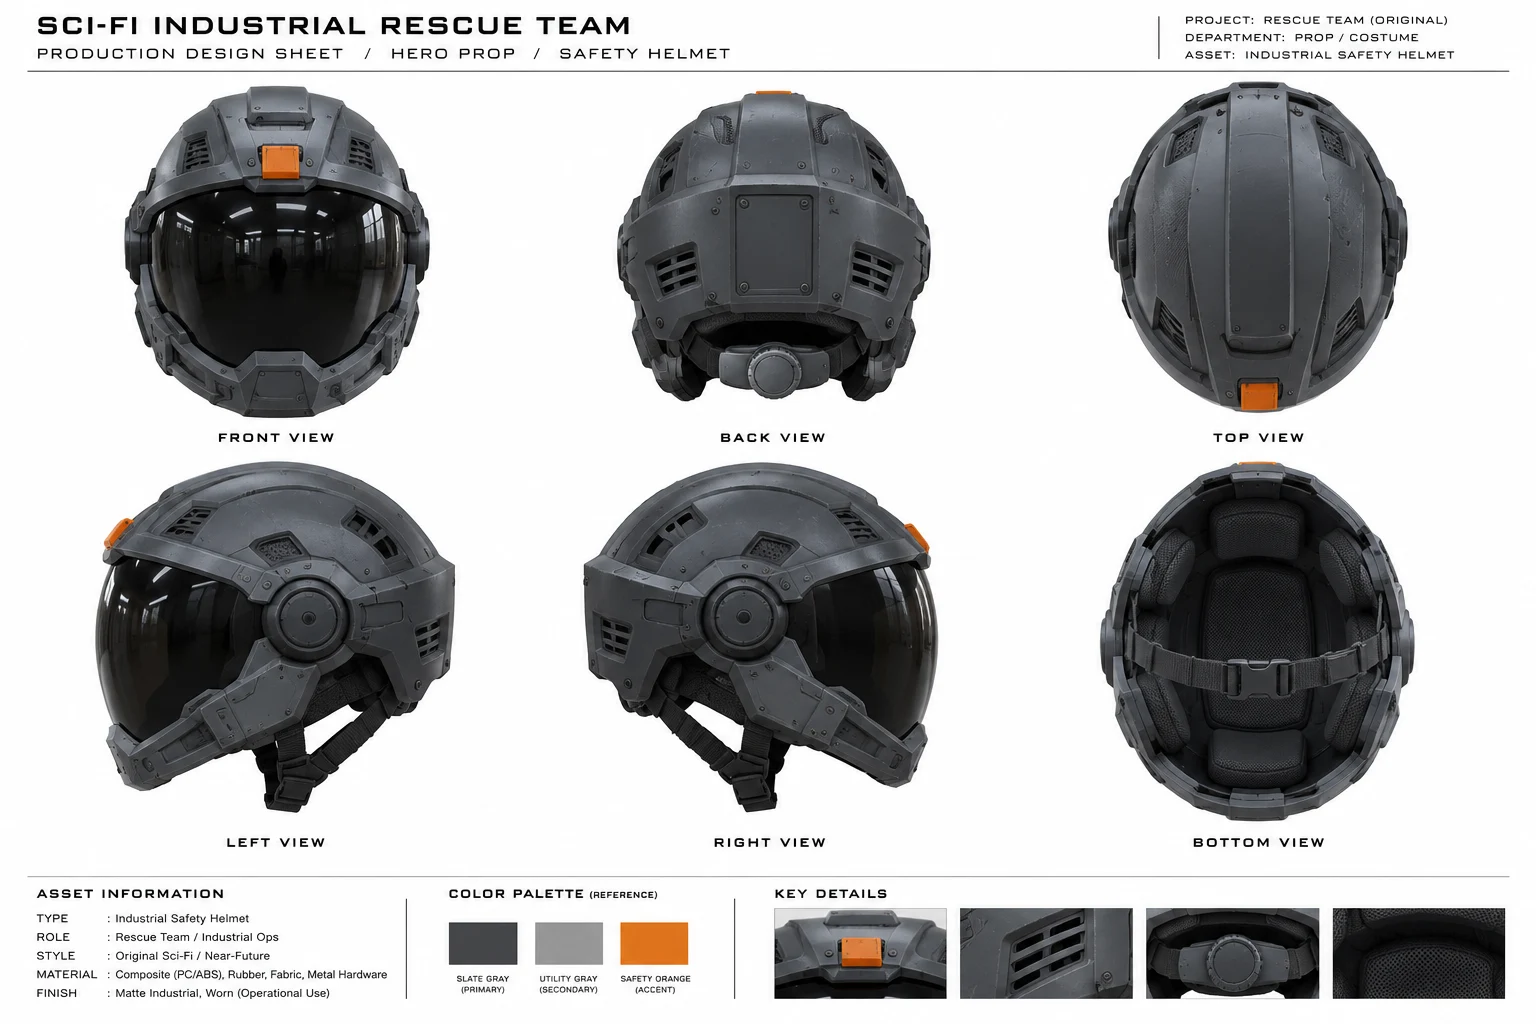 SCI-FI INDUSTRIAL RESCUE TEAM
PRODUCTION DESIGN SHEET / HERO PROP / SAFETY HELMET
PROJECT: RESCUE TEAM (ORIGINAL)
DEPARTMENT: PROP / COSTUME
ASSET: INDUSTRIAL SAFETY HELMET
FRONT VIEW
BACK VIEW
TOP VIEW
LEFT VIEW
RIGHT VIEW
BOTTOM VIEW
ASSET INFORMATION
TYPE : Industrial Safety Helmet
ROLE : Rescue Team / Industrial Ops
STYLE : Original Sci-Fi / Near-Future
MATERIAL : Composite (PC/ABS), Rubber, Fabric, Metal Hardware
FINISH : Matte Industrial, Worn (Operational Use)
COLOR PALETTE (REFERENCE)
SLATE GRAY
(PRIMARY)
UTILITY GRAY
(SECONDARY)
SAFETY ORANGE
(ACCENT)
KEY DETAILS